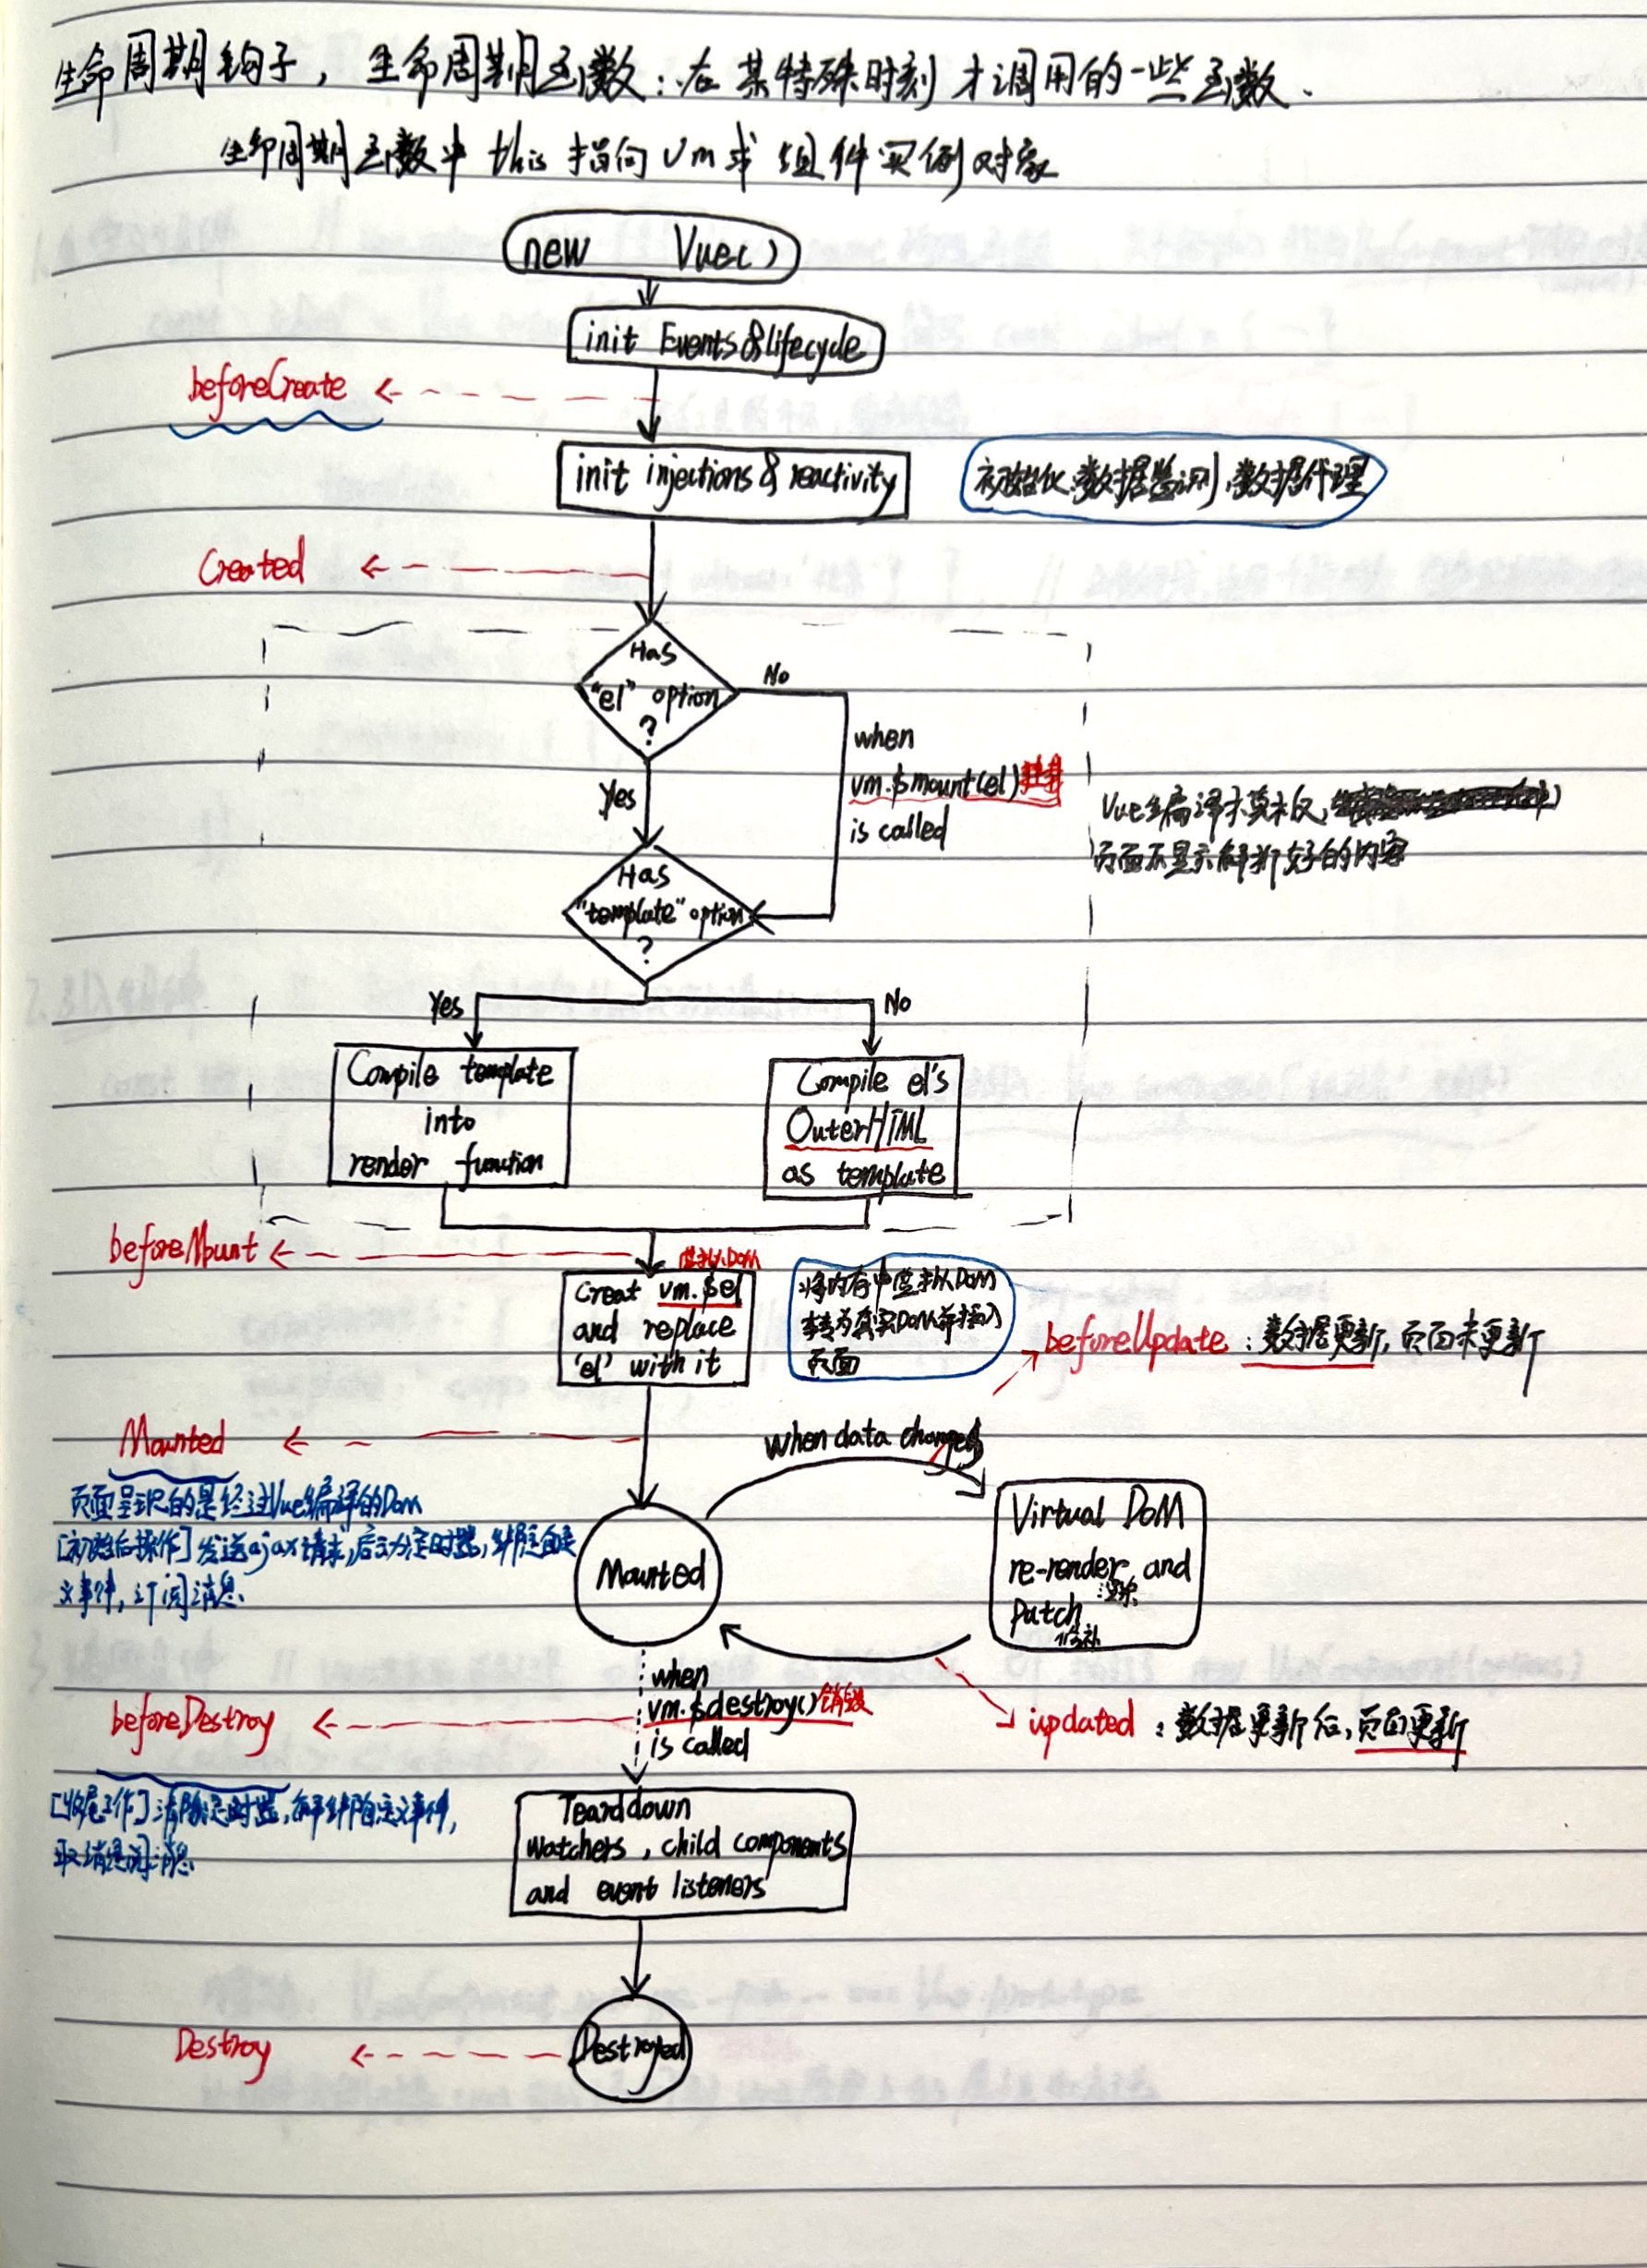 生命周期钩子，生命周期函数：在某特殊时刻才调用的一些函数.
生命周期函数中this指向vm或组件实例对象
new Vue()
init Events&lifecycle
beforeCreate
init injections & reactivity
初始化,数据监测,数据代理
Created
Has
"el" option
?
No
Yes
when
vm.$mount(el)挂载
is called
Vue编译未模板,
页面不显示解析好的内容
Has
"template" option
?
Yes
No
Compile template
into
render function
Compile el's
OuterHTML
as template
beforeMount
虚拟DOM
Creat vm.$el
and replace
'el' with it
将内存中虚拟DOM
转为真实DOM并插入
页面
beforeUpdate：数据更新,页面未更新
Mounted
when data changes
页面呈现的是经过Vue编译的Dom
[初始后操作]发送ajax请求,启动定时器,绑定自定
义事件,订阅消息.
Mounted
Virtual DOM
re-render and
渲染
patch
修补
when
vm.$destroy()销毁
is called
beforeDestroy
updated：数据更新后,页面更新
[收尾工作]清除定时器,解绑自定义事件,
取消订阅消息
Tearddown
watchers, child components
and event listeners
Destroy
Destroyed